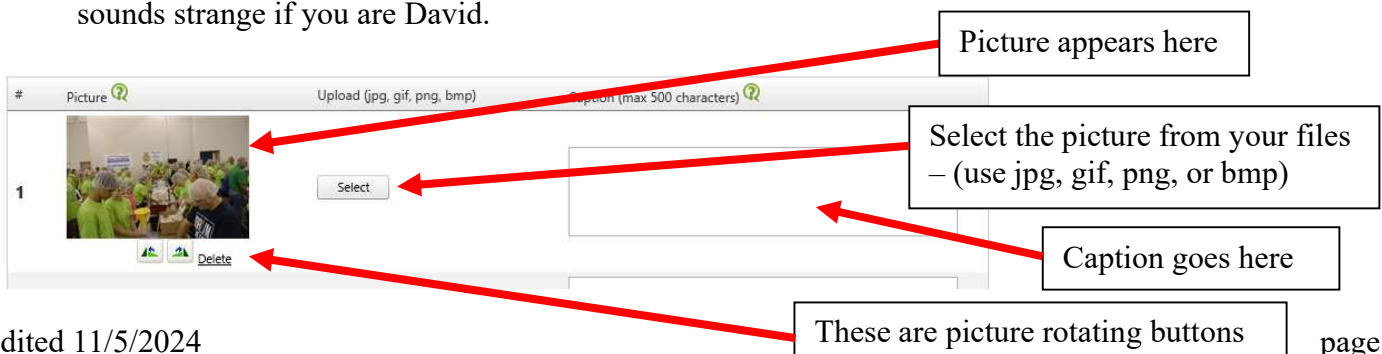 sounds strange if you are David.
Picture appears here
# Picture Upload (jpg, gif, png, bmp) Caption (max 500 characters)
Select the picture from your files
– (use jpg, gif, png, or bmp)
1 Select
Caption goes here
Delete
These are picture rotating buttons
dited 11/5/2024 page